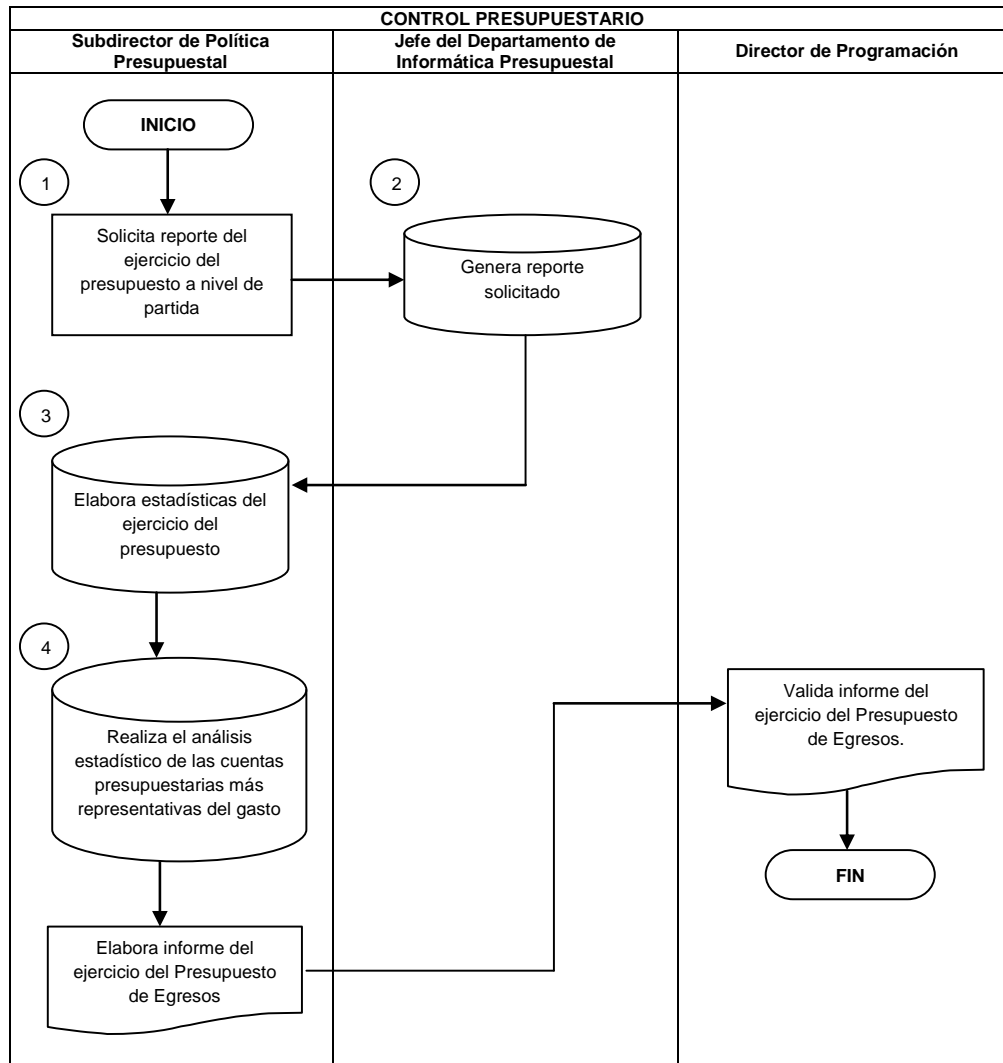 CONTROL PRESUPUESTARIO
Subdirector de Política
Presupuestal
Jefe del Departamento de
Informática Presupuestal
Director de Programación
INICIO
1
Solicita reporte del
ejercicio del
presupuesto a nivel de
partida
2
Genera reporte
solicitado
3
Elabora estadísticas del
ejercicio del
presupuesto
4
Realiza el análisis
estadístico de las cuentas
presupuestarias más
representativas del gasto
Elabora informe del
ejercicio del Presupuesto
de Egresos
Valida informe del
ejercicio del Presupuesto
de Egresos.
FIN